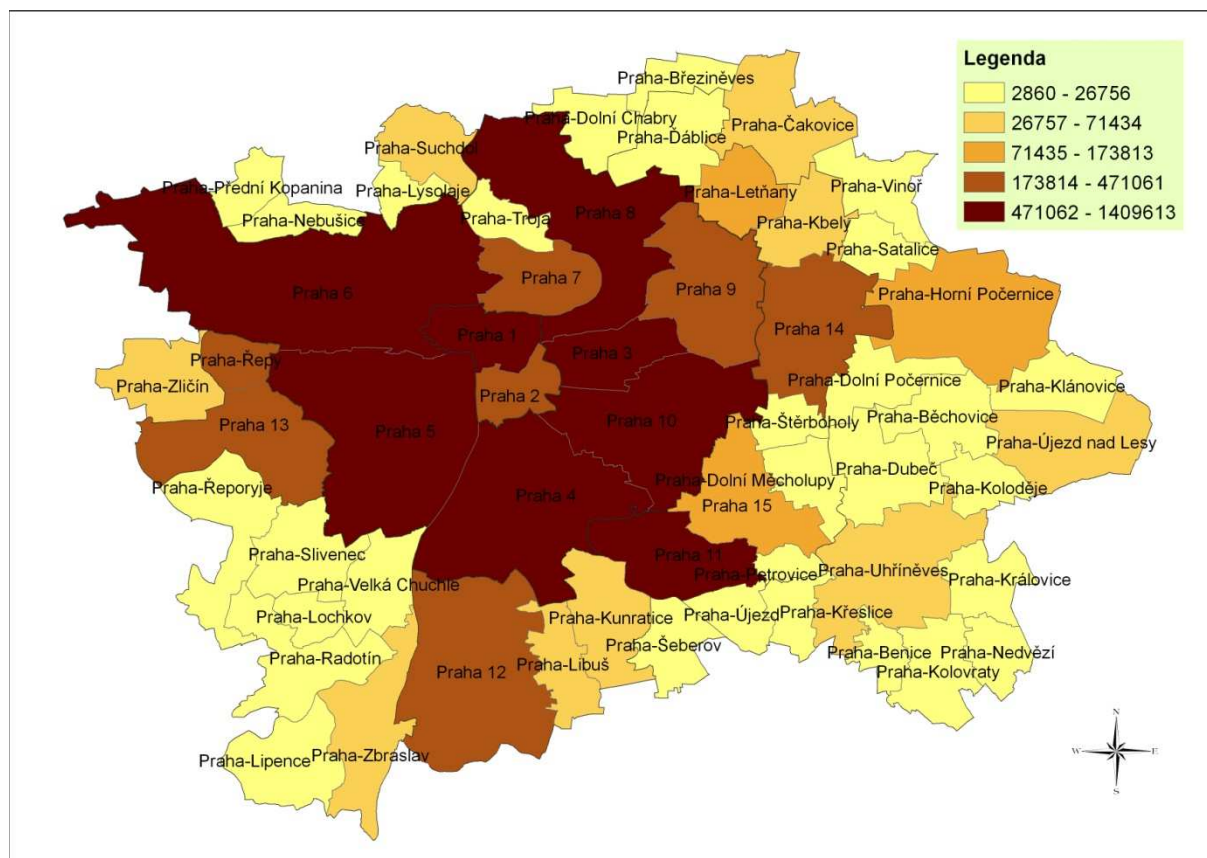 Legenda
2860 - 26756
26757 - 71434
71435 - 173813
173814 - 471061
471062 - 1409613
Praha-Březiněves
Praha-Dolní Chabry
Praha-Ďáblice
Praha-Čakovice
Praha-Suchdol
Praha-Přední Kopanina
Praha-Lysolaje
Praha-Letňany
Praha-Vinoř
Praha-Nebušice
Praha-Troja
Praha 8
Praha-Kbely
Praha-Satalice
Praha 7
Praha 6
Praha 9
Praha-Horní Počernice
Praha 1
Praha 14
Praha 3
Praha-Řepy
Praha-Zličín
Praha-Dolní Počernice
Praha-Klánovice
Praha 2
Praha 13
Praha 5
Praha 10
Praha-Štěrboholy
Praha-Běchovice
Praha-Újezd nad Lesy
Praha-Dubeč
Praha-Řeporyje
Praha 4
Praha-Dolní Měcholupy
Praha-Koloděje
Praha 15
Praha-Slivenec
Praha 11
Praha-Petrovice
Praha-Uhříněves
Praha-Královice
Praha-Velká Chuchle
Praha-Lochkov
Praha-Kunratice
Praha-Újezd
Praha-Křeslice
Praha-Radotín
Praha 12
Praha-Libuš
Praha-Šeberov
Praha-Benice
Praha-Nedvězí
Praha-Kolovraty
Praha-Lipence
Praha-Zbraslav
N
W
E
S